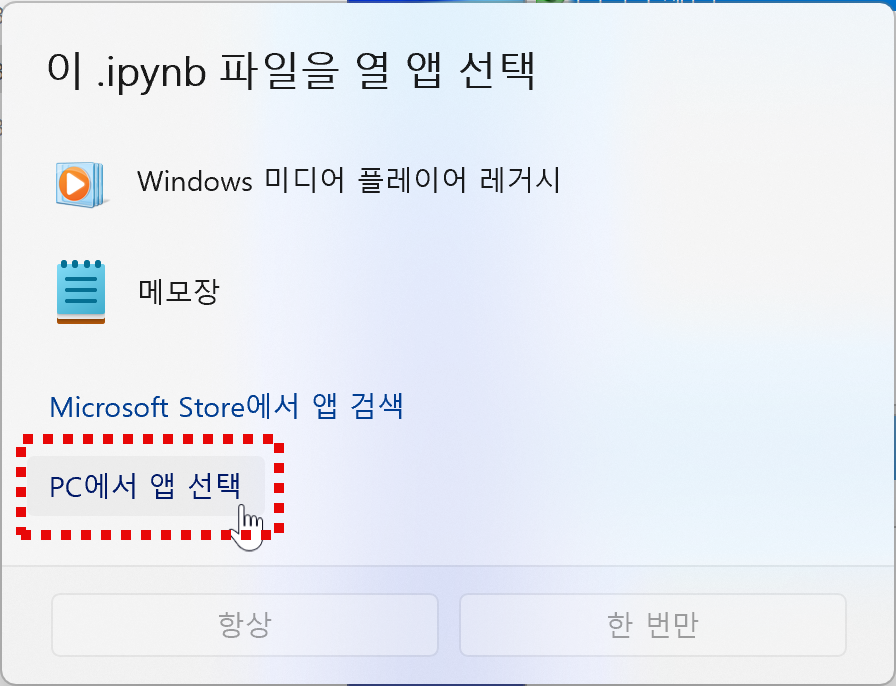 이 .ipynb 파일을 열 앱 선택
Windows 미디어 플레이어 레거시
메모장
Microsoft Store에서 앱 검색
PC에서 앱 선택
항상
한 번만